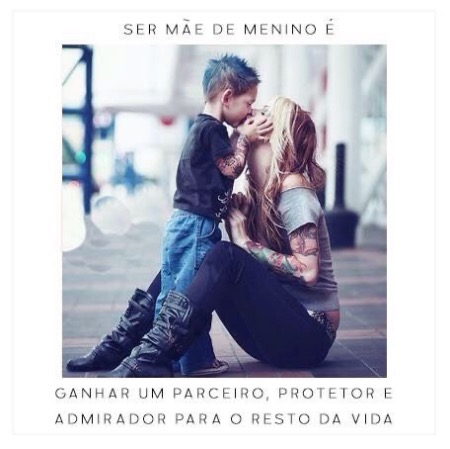 SER MÃE DE MENINO É
GANHAR UM PARCEIRO, PROTETOR E
ADMIRADOR PARA O RESTO DA VIDA